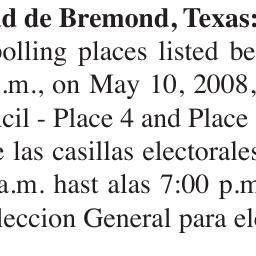 d de Bremond, Texas:
polling places listed be
.m., on May 10, 2008,
cil - Place 4 and Place
las casillas electorales
a.m. hast alas 7:00 p.m
leccion General para el